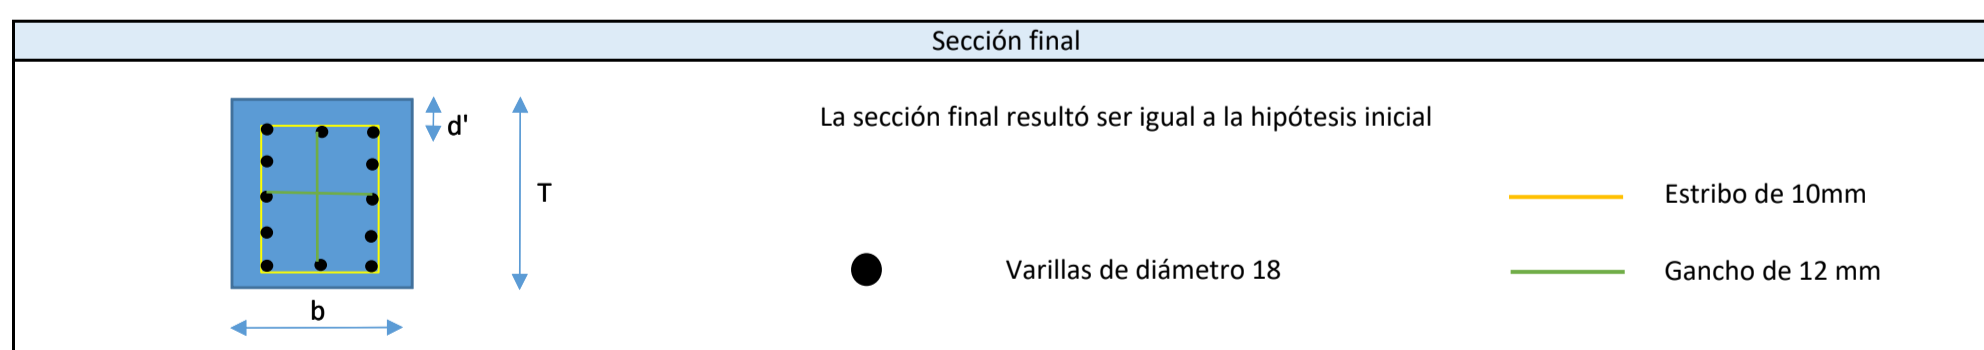 Sección final
La sección final resultó ser igual a la hipótesis inicial
d'
T
Estribo de 10mm
Varillas de diámetro 18
Gancho de 12 mm
b